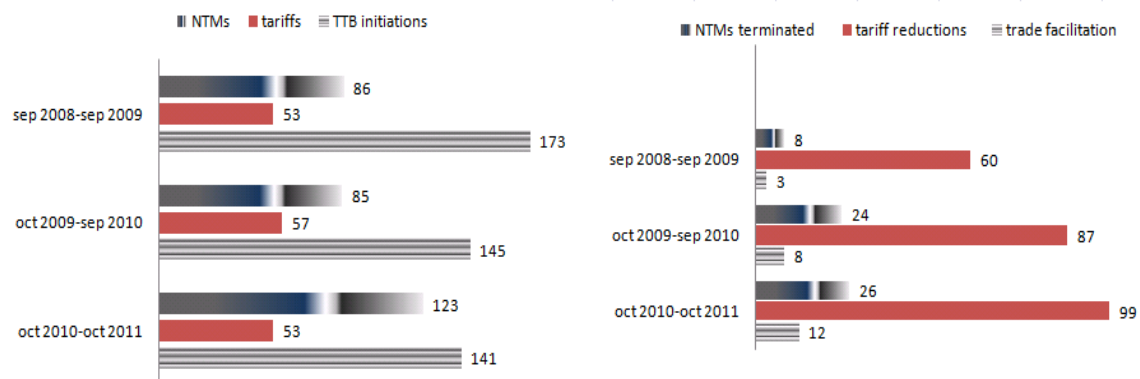 NTMs tariffs TTB initiations
sep 2008-sep 2009
86
53
173
oct 2009-sep 2010
85
57
145
oct 2010-oct 2011
123
53
141
NTMs terminated tariff reductions trade facilitation
sep 2008-sep 2009
8
60
3
oct 2009-sep 2010
24
87
8
oct 2010-oct 2011
26
99
12